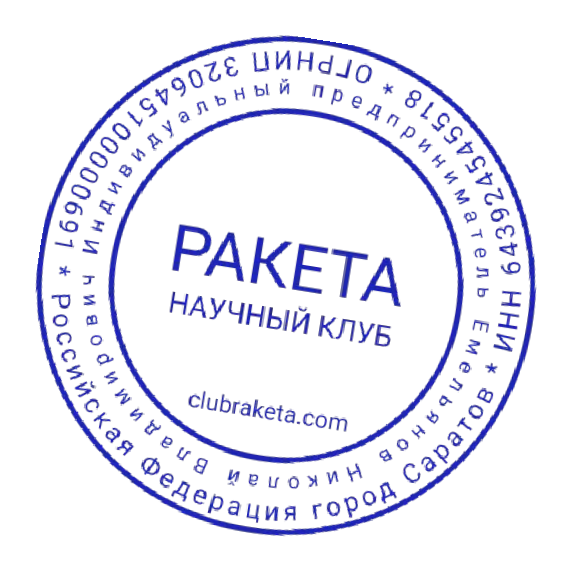 Российская Федерация город Саратов * ИНН 643924545518 * ОГРНИП 320645100000691 *
Индивидуальный предприниматель Емельянов Николай Владимирович
РАКЕТА
НАУЧНЫЙ КЛУБ
clubraketa.com